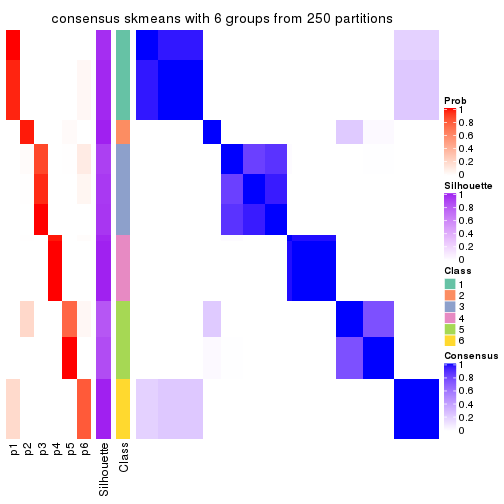 consensus skmeans with 6 groups from 250 partitions
Prob
1
0.8
0.6
0.4
0.2
0
Silhouette
1
0.8
0.6
0.4
0.2
0
Class
1
2
3
4
5
6
Consensus
1
0.8
0.6
0.4
0.2
0
p1
p2
p3
p4
p5
p6
Silhouette
Class